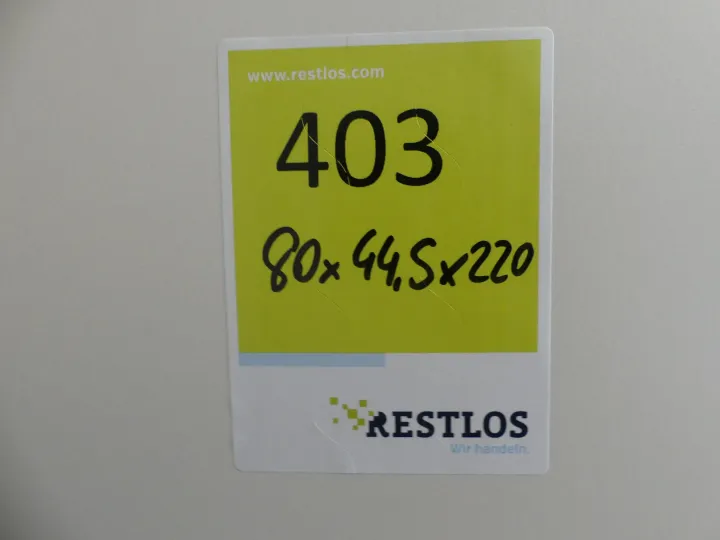 www.restlos.com
403
80x44,5x220
RESTLOS
Wir handeln.